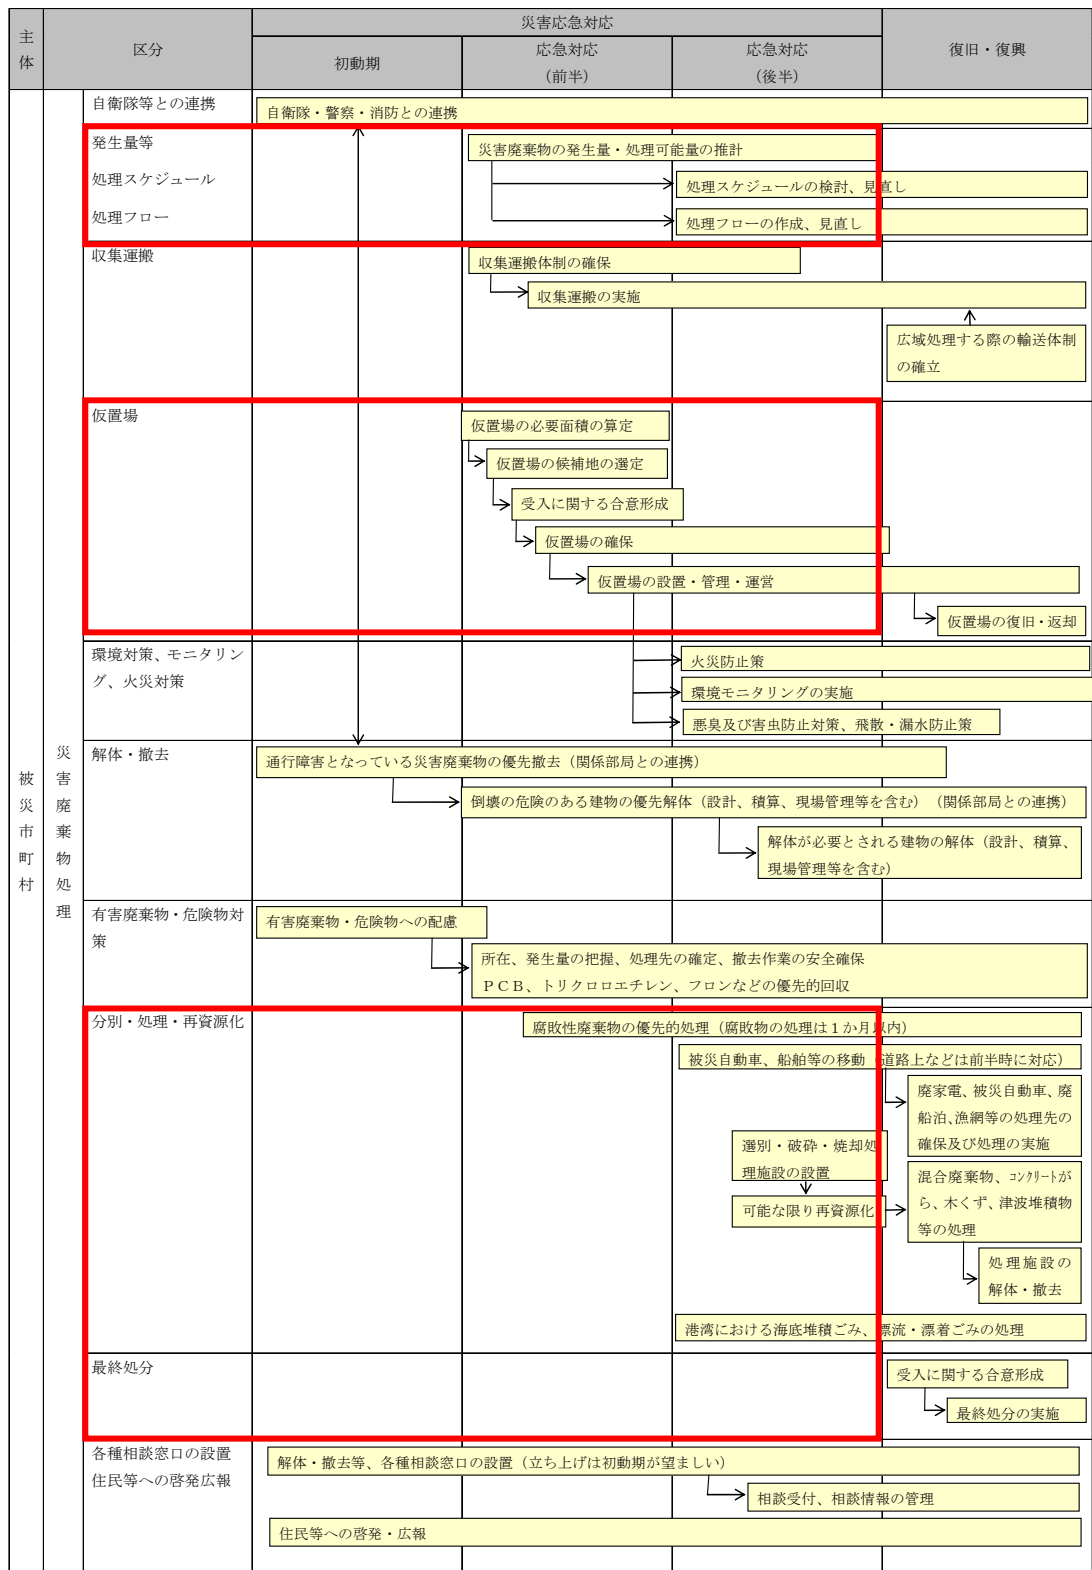 主体
区分
災害応急対応
初動期
応急対応
(前半)
応急対応
(後半)
復旧・復興
被災市町村
災害廃棄物処理
自衛隊等との連携
自衛隊・警察・消防との連携
発生量等
処理スケジュール
処理フロー
災害廃棄物の発生量・処理可能量の推計
処理スケジュールの検討、見直し
処理フローの作成、見直し
収集運搬
収集運搬体制の確保
収集運搬の実施
広域処理する際の輸送体制
の確立
仮置場
仮置場の必要面積の算定
仮置場の候補地の選定
受入に関する合意形成
仮置場の確保
仮置場の設置・管理・運営
仮置場の復旧・返却
環境対策、モニタリン
グ、火災対策
火災防止策
環境モニタリングの実施
悪臭及び害虫防止対策、飛散・漏水防止策
解体・撤去
通行障害となっている災害廃棄物の優先撤去（関係部局との連携）
倒壊の危険のある建物の優先解体（設計、積算、現場管理等を含む）（関係部局との連携）
解体が必要とされる建物の解体（設計、積算、
現場管理等を含む）
有害廃棄物・危険物対
策
有害廃棄物・危険物への配慮
所在、発生量の把握、処理先の確定、撤去作業の安全確保
ＰＣＢ、トリクロロエチレン、フロンなどの優先的回収
分別・処理・再資源化
腐敗性廃棄物の優先的処理（腐敗物の処理は１か月以内）
被災自動車、船舶等の移動（道路上などは前半時に対応）
廃家電、被災自動車、廃
船泊、漁網等の処理先の
確保及び処理の実施
選別・破砕・焼却処
理施設の設置
可能な限り再資源化
混合廃棄物、ｺﾝｸﾘｰﾄが
ら、木くず、津波堆積物
等の処理
処理施設の
解体・撤去
港湾における海底堆積ごみ、漂流・漂着ごみの処理
最終処分
受入に関する合意形成
最終処分の実施
各種相談窓口の設置
住民等への啓発広報
解体・撤去等、各種相談窓口の設置（立ち上げは初動期が望ましい）
相談受付、相談情報の管理
住民等への啓発・広報